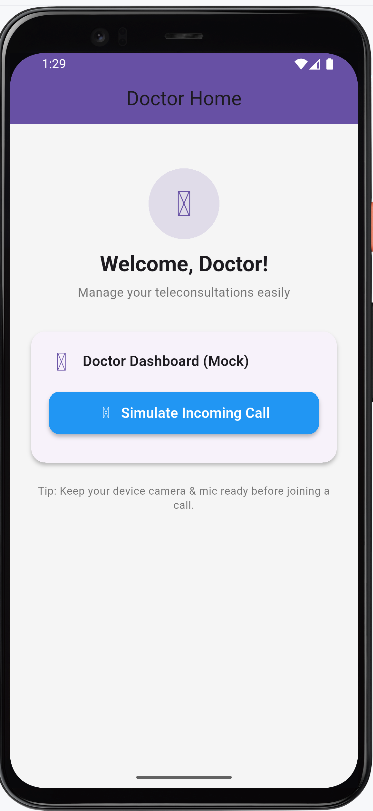 1:29
Doctor Home
Welcome, Doctor!
Manage your teleconsultations easily
Doctor Dashboard (Mock)
Simulate Incoming Call
Tip: Keep your device camera & mic ready before joining a
call.